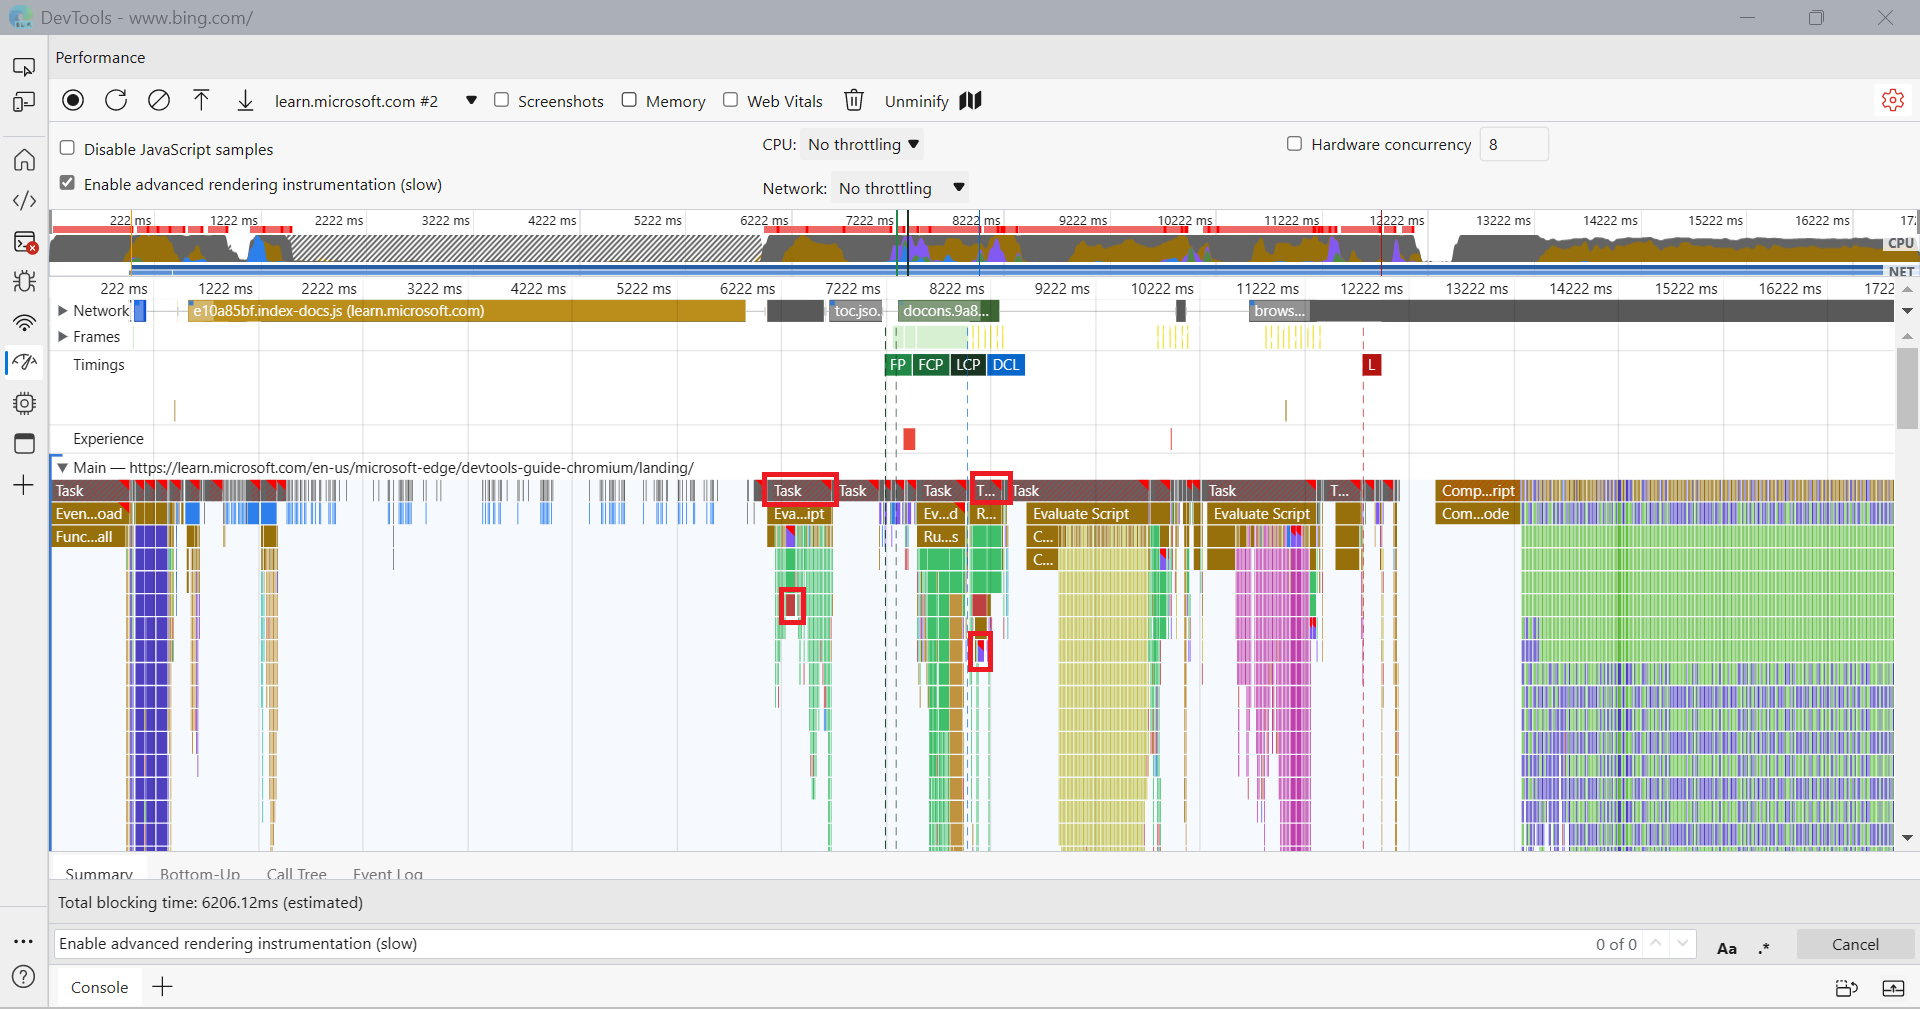 DevTools - www.bing.com/
Performance
learn.microsoft.com #2 Screenshots Memory Web Vitals Unminify
Disable JavaScript samples CPU: No throttling Hardware concurrency 8
Enable advanced rendering instrumentation (slow) Network: No throttling
222 ms 1222 ms 2222 ms 3222 ms 4222 ms 5222 ms 6222 ms 7222 ms 8222 ms 9222 ms 10222 ms 11222 ms 12222 ms 13222 ms 14222 ms 15222 ms 16222 ms 17:
CPU
NET
222 ms 1222 ms 2222 ms 3222 ms 4222 ms 5222 ms 6222 ms 7222 ms 8222 ms 9222 ms 10222 ms 11222 ms 12222 ms 13222 ms 14222 ms 15222 ms 16222 ms 1722
Network e10a85bf.index-docs.js (learn.microsoft.com) toc.jso. docons.9a8... brows...
Frames
Timings FP FCP LCP DCL L
Experience
Main — https://learn.microsoft.com/en-us/microsoft-edge/devtools-guide-chromium/landing/
Task Task Task Task T... Task Task T... Comp...ript
Even...oad Eva...ipt Ev...d R... Evaluate Script Evaluate Script Com...ode
Func...all Ru...s C...
C...
Summary Bottom-Up Call Tree Event Log
Total blocking time: 6206.12ms (estimated)
Enable advanced rendering instrumentation (slow) 0 of 0 Aa .* Cancel
Console